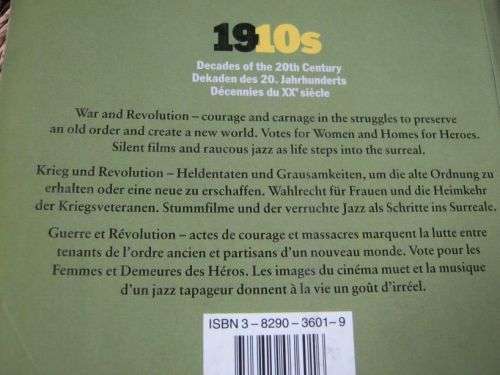 1910s
Decades of the 20th Century
Dekaden des 20. Jahrhunderts
Décennies du XXe siècle
War and Revolution – courage and carnage in the struggles to preserve
an old order and create a new world. Votes for Women and Homes for Heroes.
Silent films and raucous jazz as life steps into the surreal.
Krieg und Revolution – Heldentaten und Grausamkeiten, um die alte Ordnung zu
erhalten oder eine neue zu erschaffen. Wahlrecht für Frauen und die Heimkehr
der Kriegsveteranen. Stummfilme und der verruchte Jazz als Schritte ins Surreale.
Guerre et Révolution – actes de courage et massacres marquent la lutte entre
tenants de l'ordre ancien et partisans d'un nouveau monde. Vote pour les
Femmes et Demeures des Héros. Les images du cinéma muet et la musique
d'un jazz tapageur donnent à la vie un goût d'irréel.
ISBN 3-8290-3601-9